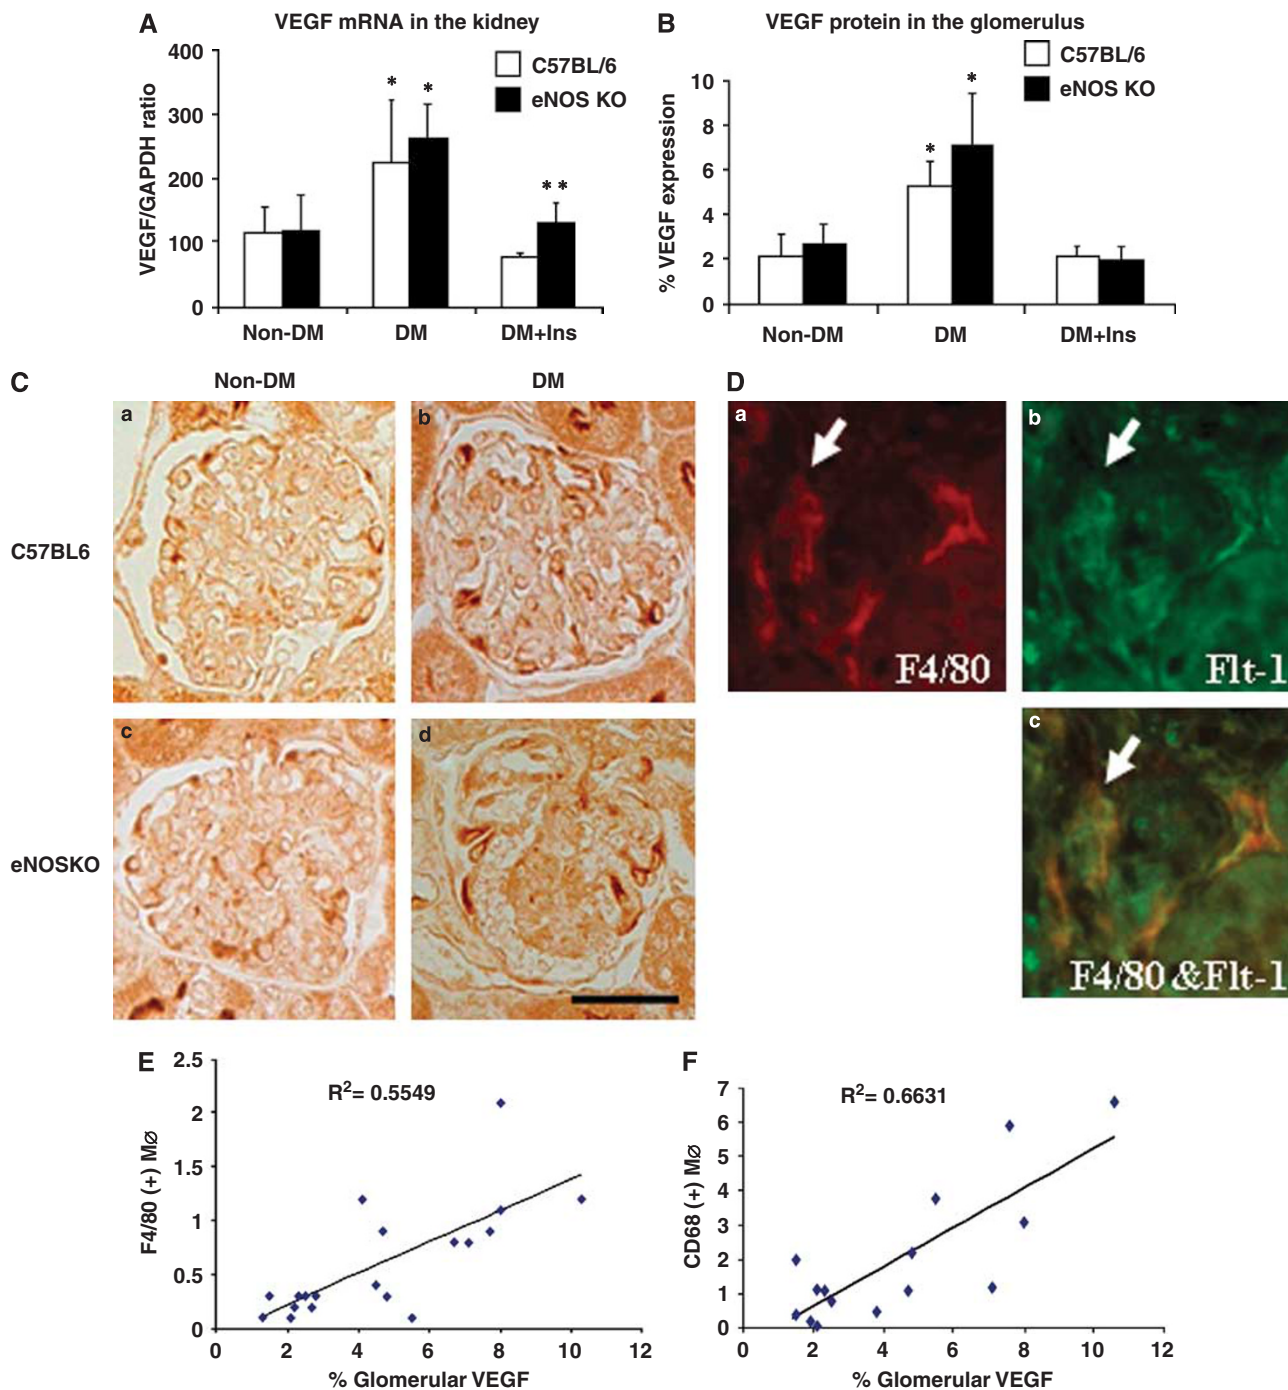 A
VEGF mRNA in the kidney
VEGF/GAPDH ratio
400
300
200
100
0
C57BL/6
eNOS KO
*
*
**
Non-DM
DM
DM+Ins
B
VEGF protein in the glomerulus
% VEGF expression
10
8
6
4
2
0
C57BL/6
eNOS KO
*
*
Non-DM
DM
DM+Ins
C
Non-DM
DM
C57BL6
eNOSKO
a
b
c
d
D
a
F4/80
b
Flt-1
c
F4/80 &Flt-1
E
R²= 0.5549
F4/80 (+) MØ
2.5
2
1.5
1
0.5
0
0
2
4
6
8
10
12
% Glomerular VEGF
F
R²= 0.6631
CD68 (+) MØ
7
6
5
4
3
2
1
0
0
2
4
6
8
10
12
% Glomerular VEGF